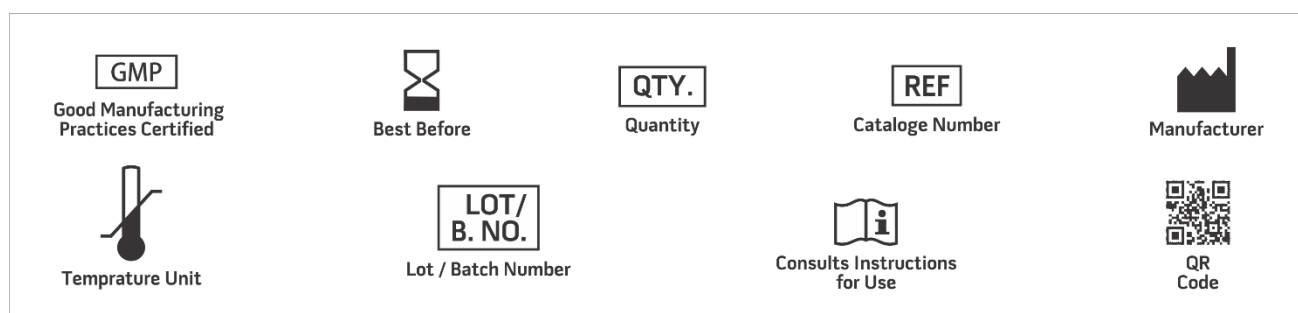 GMP
Good Manufacturing
Practices Certified
Best Before
QTY.
Quantity
REF
Cataloge Number
Manufacturer
Temprature Unit
LOT/
B. NO.
Lot / Batch Number
i
Consults Instructions
for Use
QR
Code